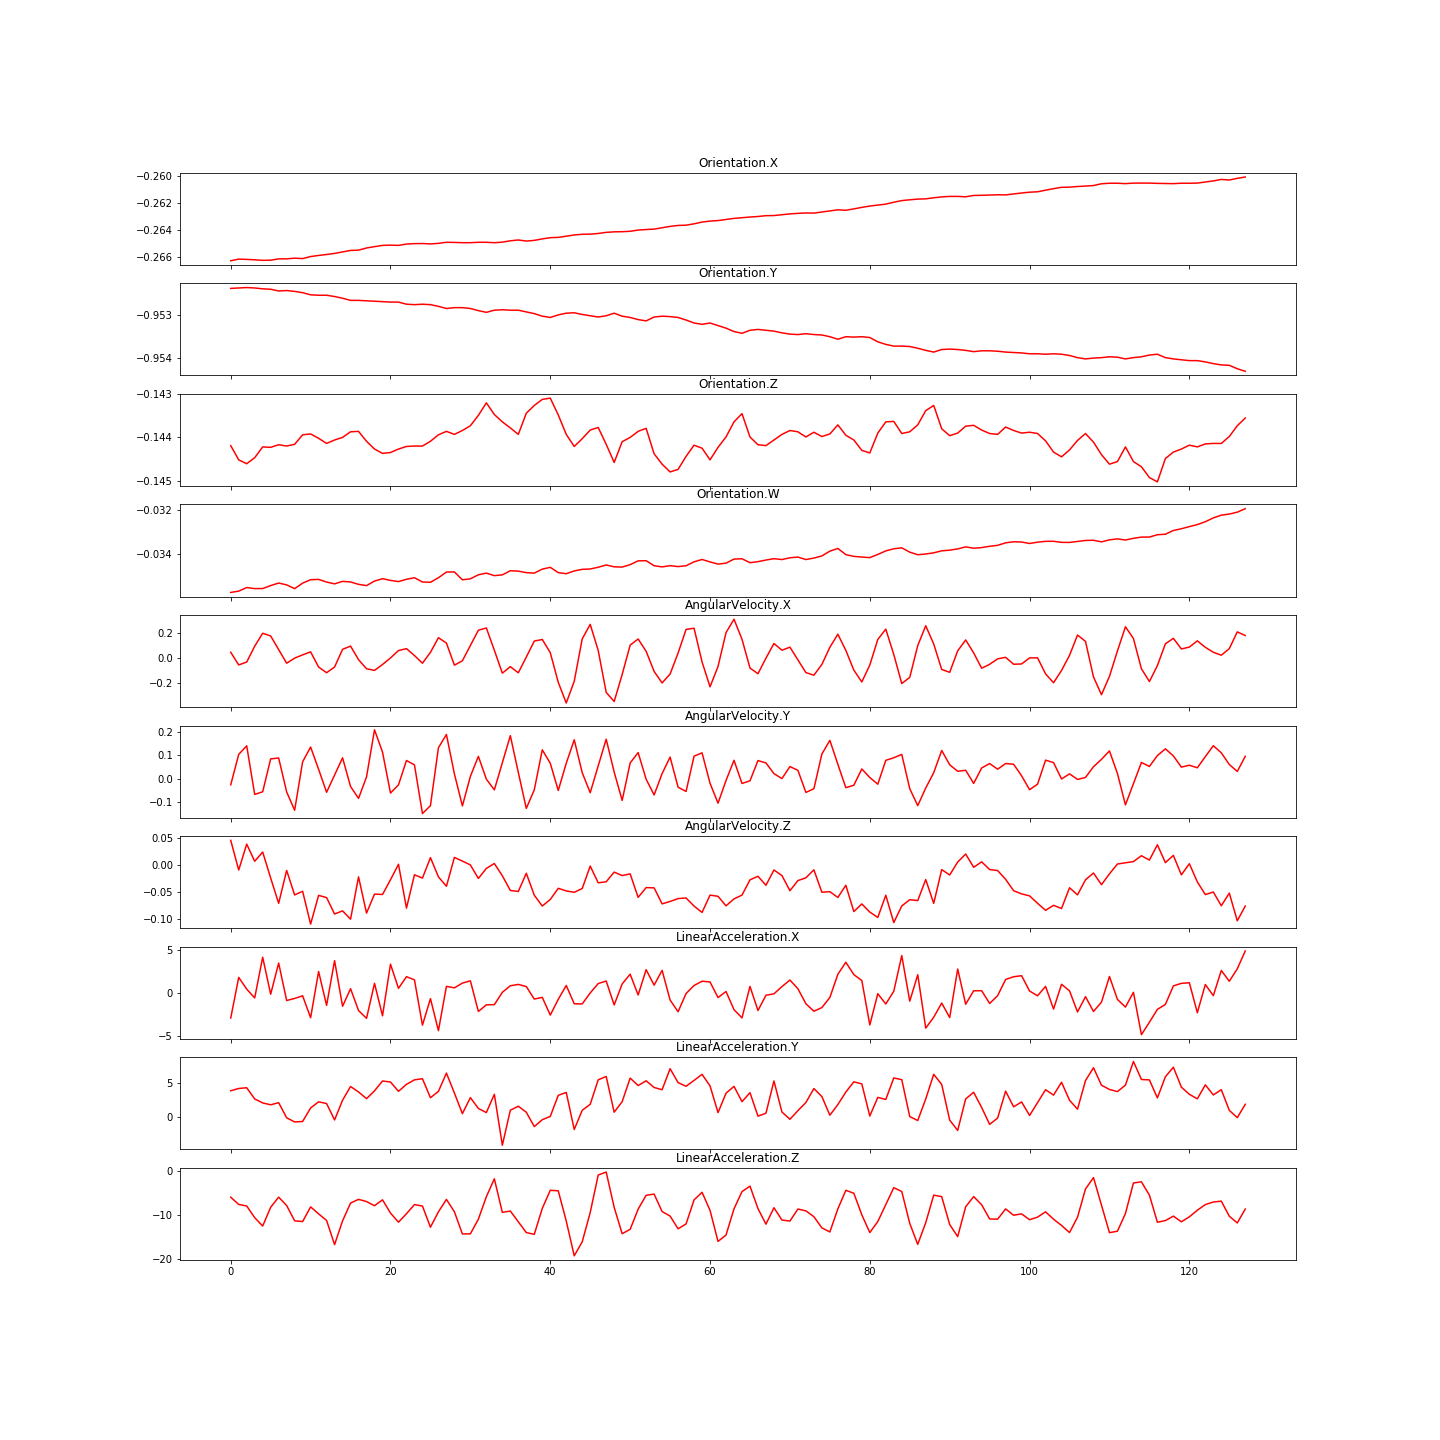 Orientation.X
−0.260
−0.262
−0.264
−0.266
Orientation.Y
−0.953
−0.954
Orientation.Z
−0.143
−0.144
−0.145
Orientation.W
−0.032
−0.034
AngularVelocity.X
0.2
0.0
−0.2
AngularVelocity.Y
0.2
0.1
0.0
−0.1
AngularVelocity.Z
0.05
0.00
−0.05
−0.10
LinearAcceleration.X
5
0
−5
LinearAcceleration.Y
5
0
LinearAcceleration.Z
0
−10
−20
0 20 40 60 80 100 120